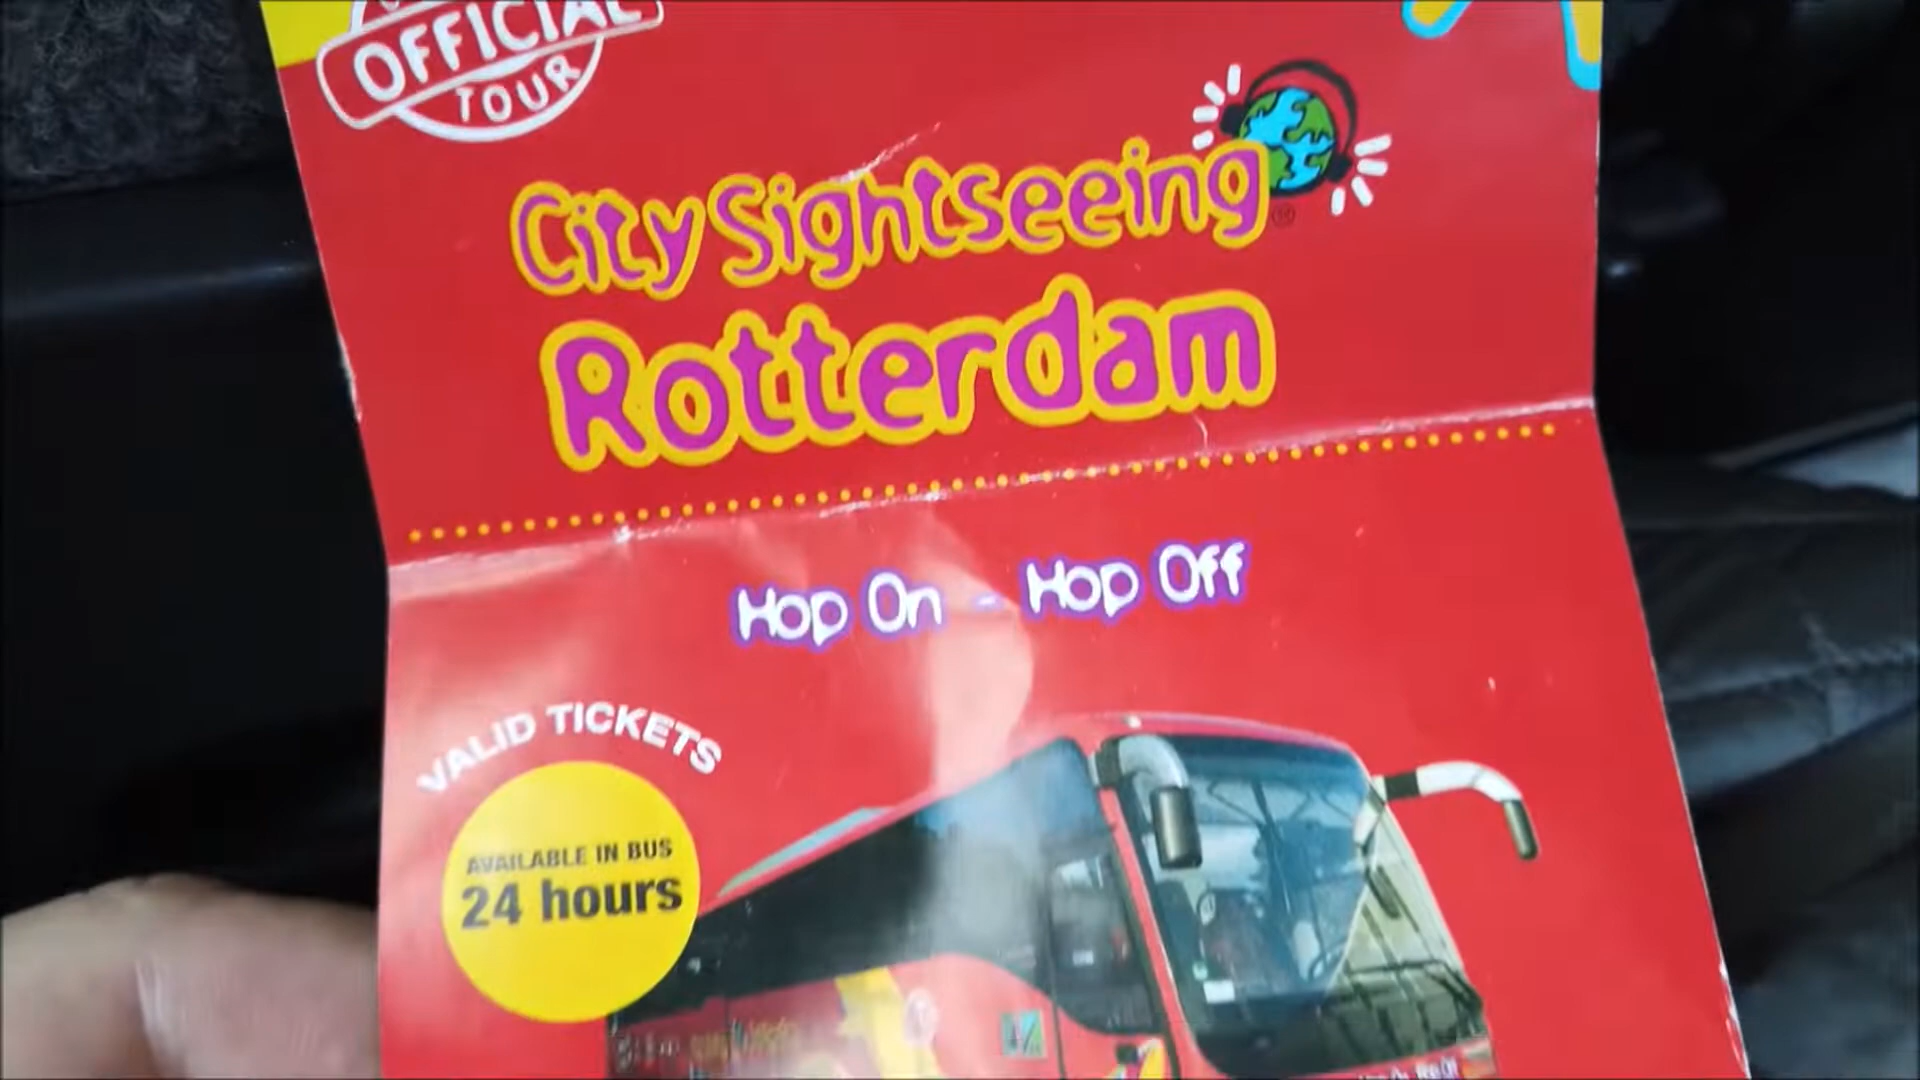 OFFICIAL
TOUR
City Sightseeing
®
Rotterdam
Hop On - Hop Off
VALID TICKETS
AVAILABLE IN BUS
24 hours